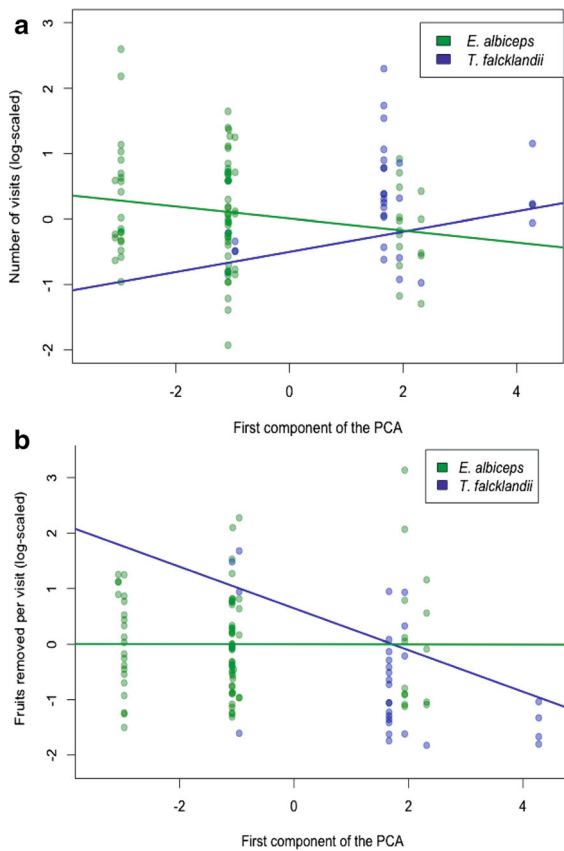 a
3
2
1
0
-1
-2
Number of visits (log-scaled)
E. albiceps
T. falcklandii
-2
0
2
4
First component of the PCA
b
3
2
1
0
-1
-2
Fruits removed per visit (log-scaled)
E. albiceps
T. falcklandii
-2
0
2
4
First component of the PCA